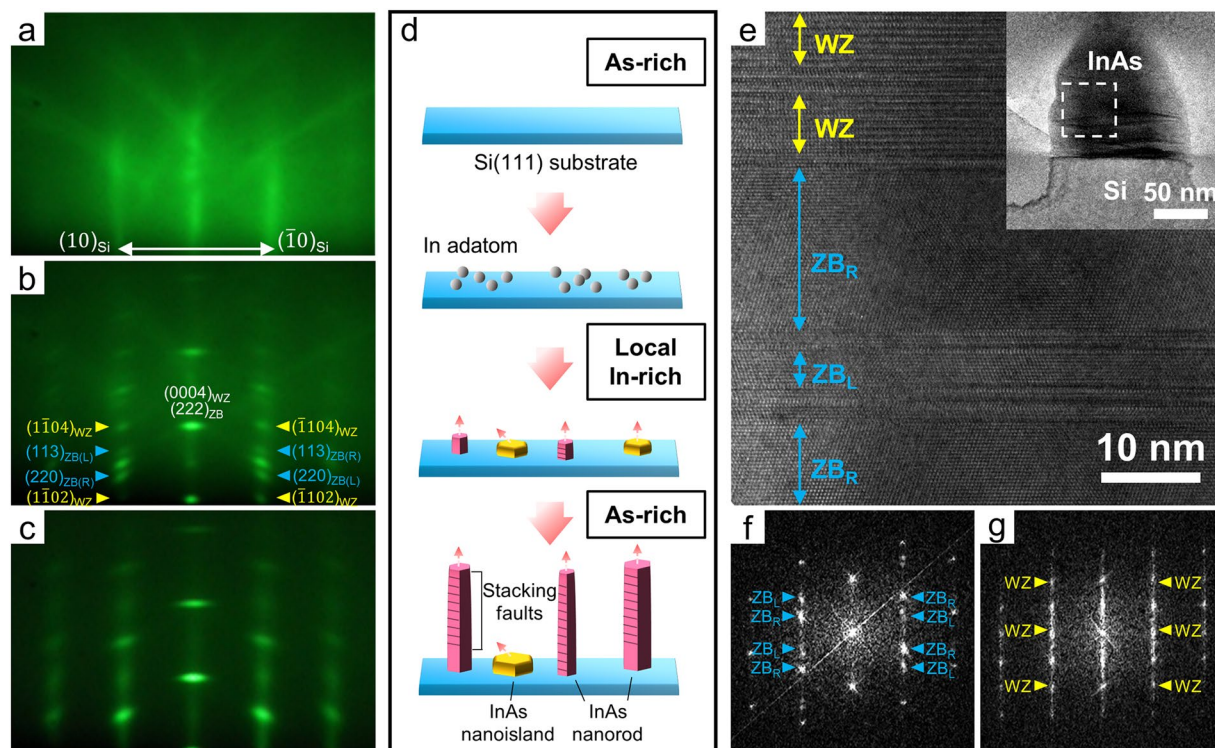 a
(10)Si
(1̅0)Si
b
(0004)WZ
(222)ZB
(11̅04)WZ
(1̅104)WZ
(113)ZB(L)
(113)ZB(R)
(220)ZB(R)
(220)ZB(L)
(11̅02)WZ
(1̅102)WZ
c
d
As-rich
Si(111) substrate
In adatom
Local
In-rich
As-rich
Stacking
faults
InAs
nanoisland
InAs
nanorod
e
WZ
WZ
ZBR
ZBL
ZBR
10 nm
InAs
Si
50 nm
f
ZBL
ZBR
ZBL
ZBR
ZBR
ZBL
ZBR
ZBL
g
WZ
WZ
WZ
WZ
WZ
WZ